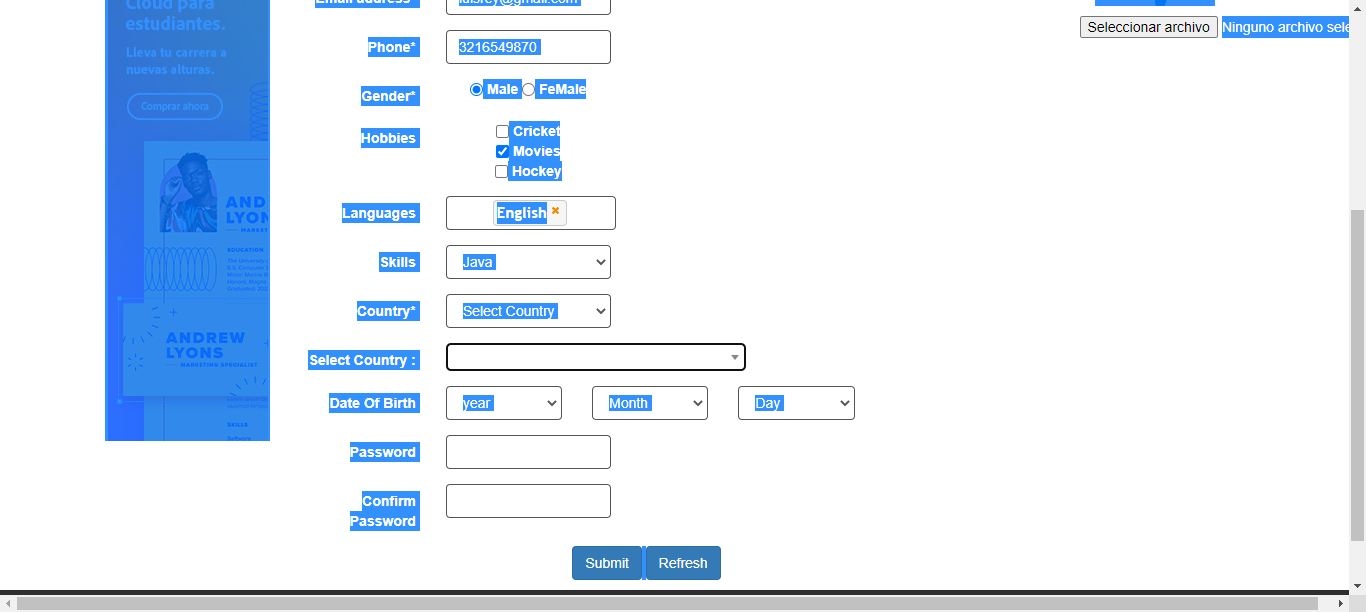 Cloud para
estudiantes.
Lleva tu carrera a
nuevas alturas.
Comprar ahora
ANDREW
LYONS
MARKETING SPECIALIST
EDUCATION
SKILLS
Software
Email address*
luisrey@gmail.com
Seleccionar archivo Ninguno archivo sele
Phone* 3216549870
Gender* Male FeMale
Hobbies Cricket
Movies
Hockey
Languages English ✖
Skills Java
Country* Select Country
Select Country :
Date Of Birth year Month Day
Password
Confirm
Password
Submit Refresh